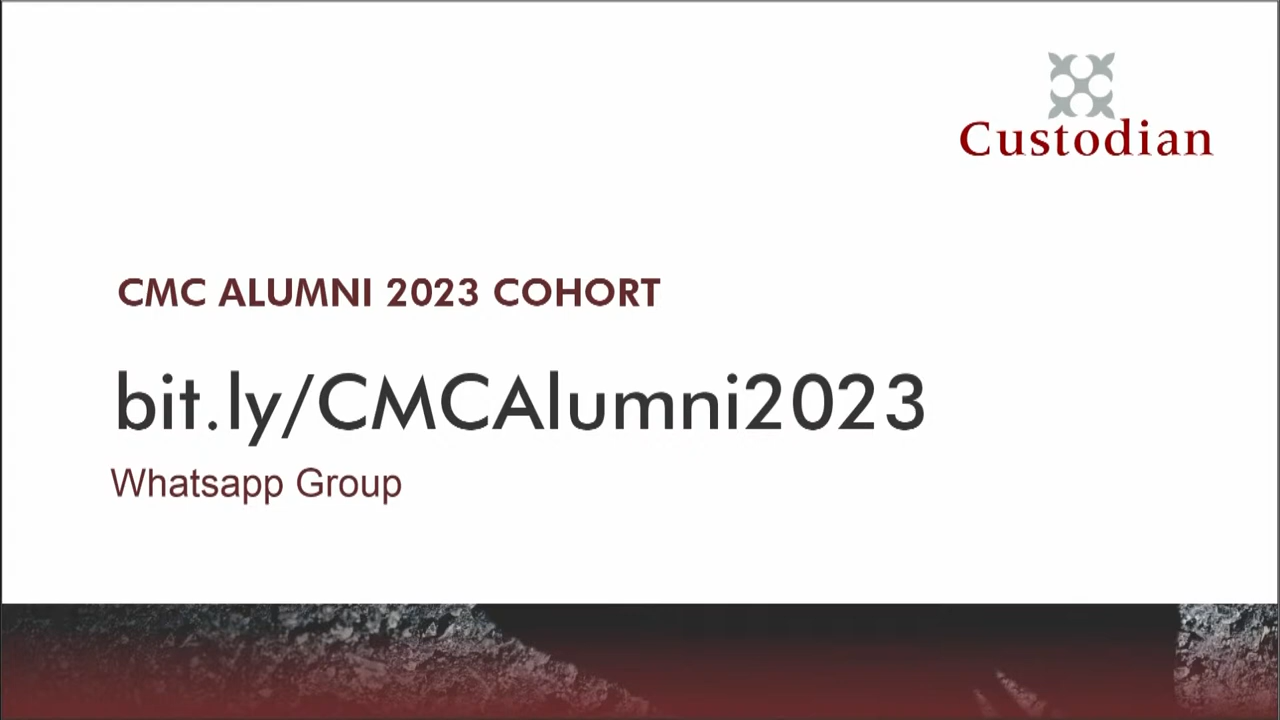 Custodian
CMC ALUMNI 2023 COHORT
bit.ly/CMCAlumni2023
Whatsapp Group